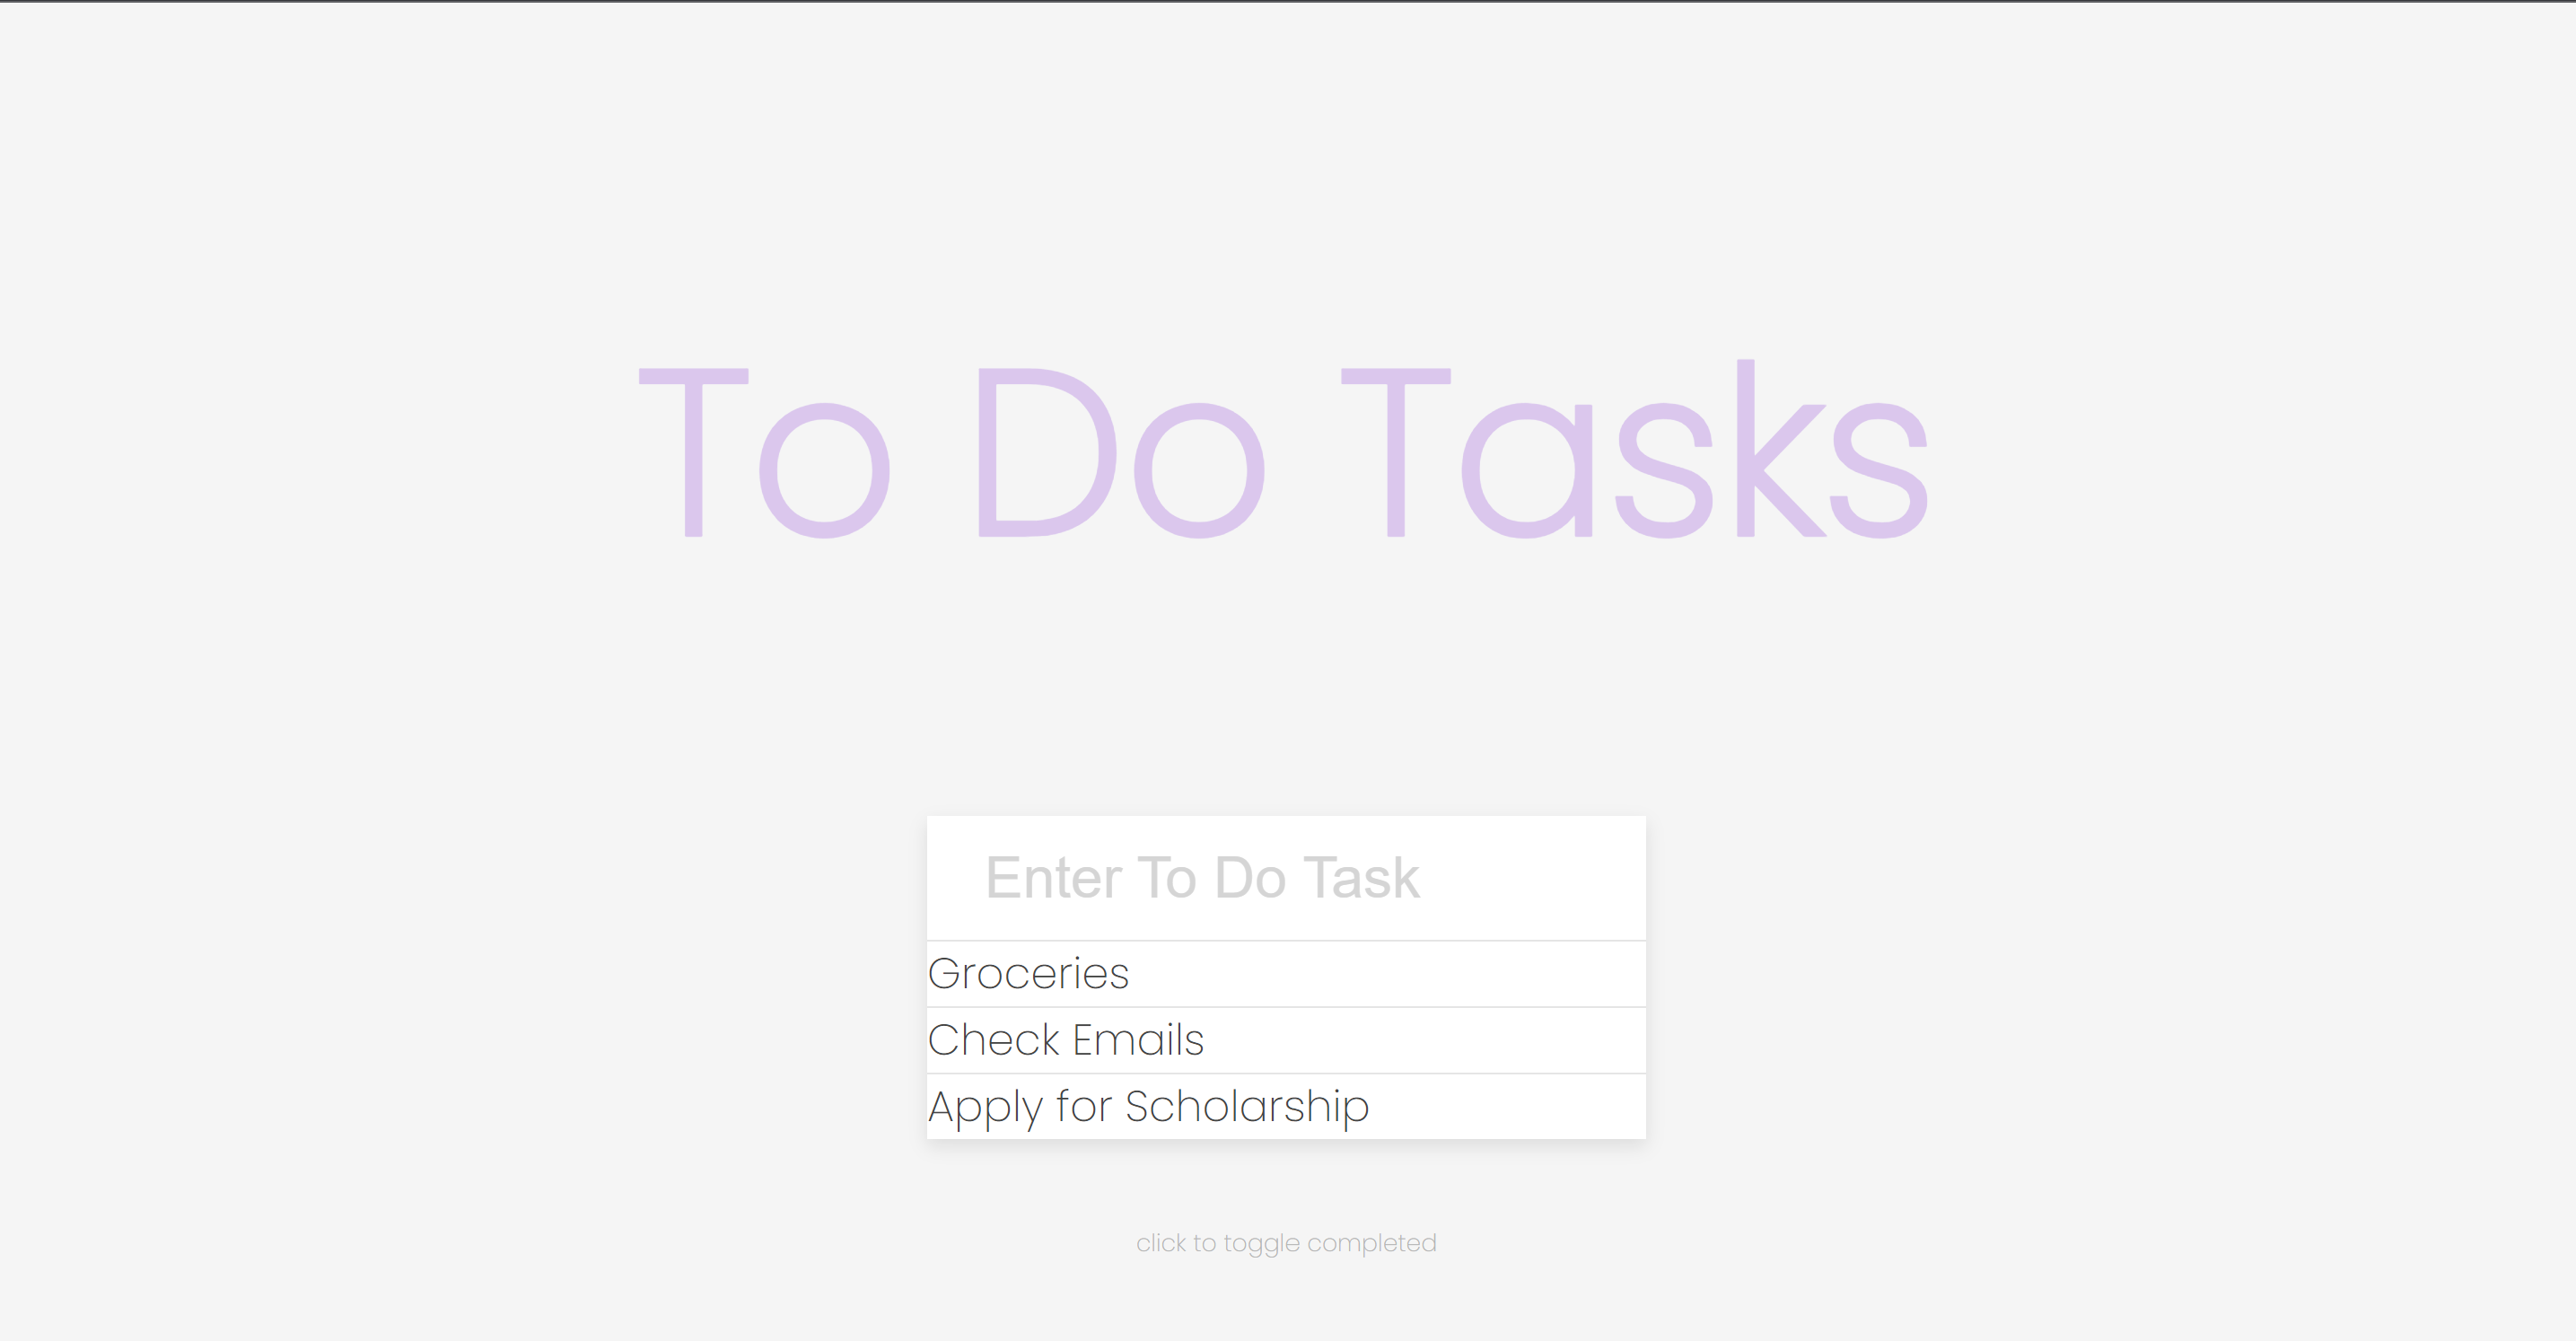 To Do Tasks
Enter To Do Task
Groceries
Check Emails
Apply for Scholarship
click to toggle completed